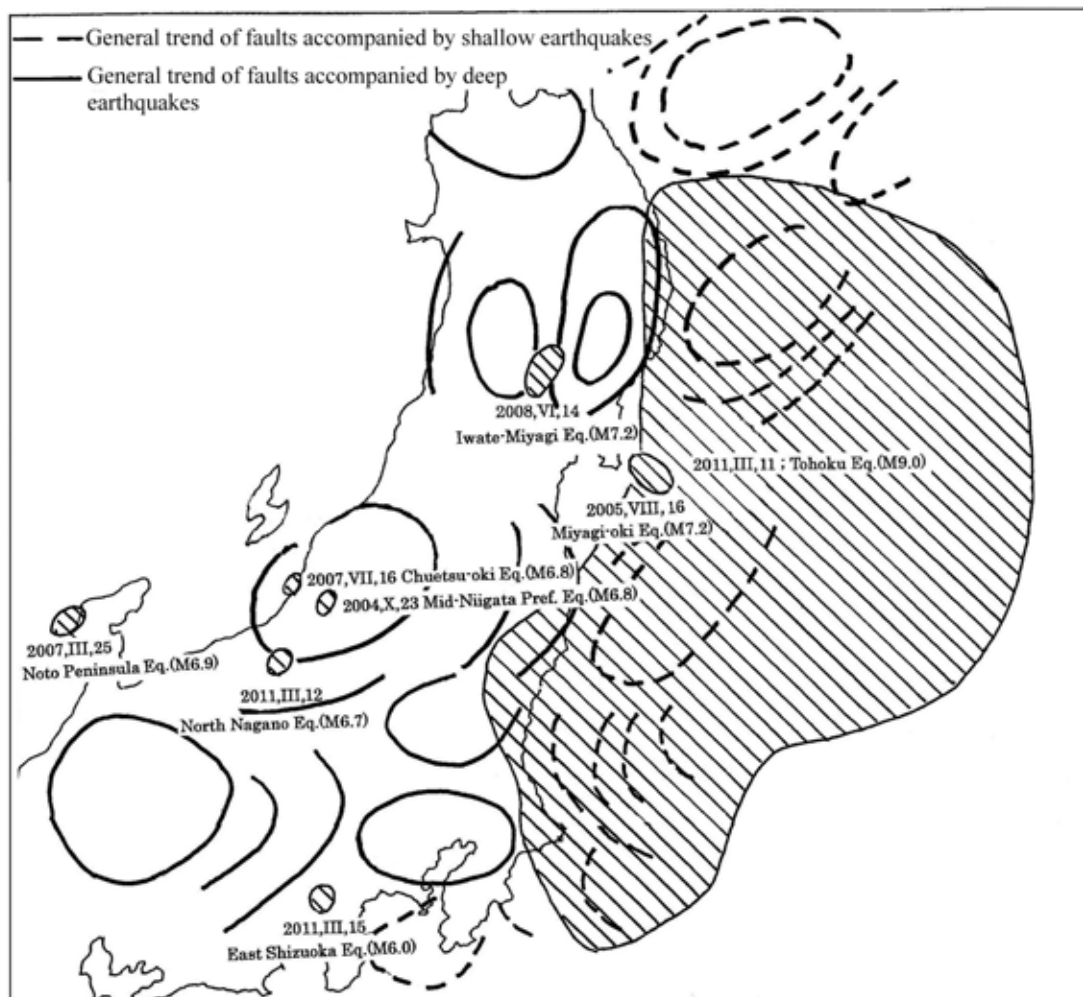 General trend of faults accompanied by shallow earthquakes
General trend of faults accompanied by deep
earthquakes
2008,VI,14
Iwate-Miyagi Eq.(M7.2)
2011,III,11 ; Tohoku Eq.(M9.0)
2005,VIII,16
Miyagi-oki Eq.(M7.2)
2007,VII,16 Chuetsu-oki Eq.(M6.8)
2004,X,23 Mid-Niigata Pref. Eq.(M6.8)
2007,III,25
Noto Peninsula Eq.(M6.9)
2011,III,12
North Nagano Eq.(M6.7)
2011,III,15
East Shizuoka Eq.(M6.0)